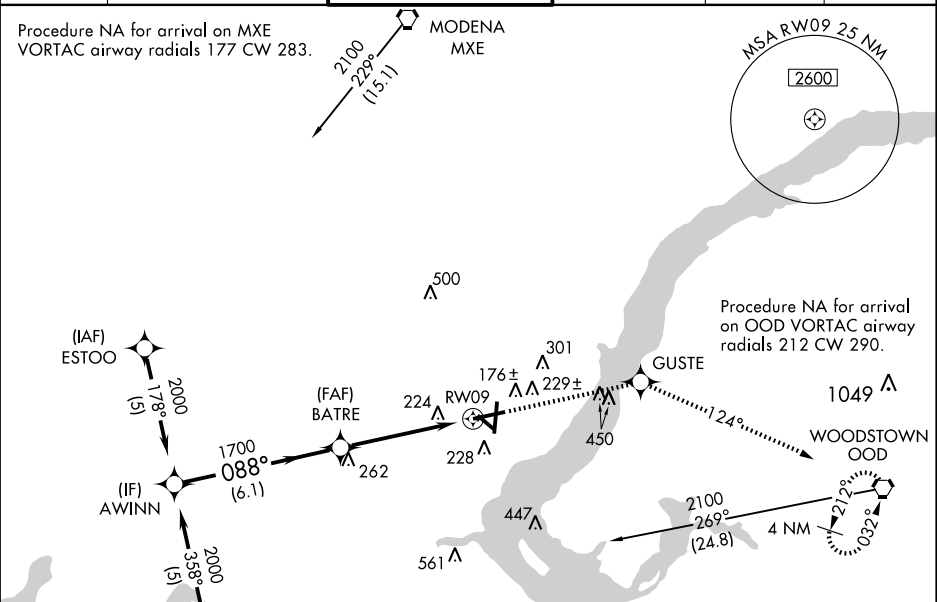 Procedure NA for arrival on MXE
VORTAC airway radials 177 CW 283.
MODENA
MXE
2100
229°
(15.1)
MSA RW09 25 NM
2600
500
Procedure NA for arrival
on OOD VORTAC airway
radials 212 CW 290.
(IAF)
ESTOO
2000
178°
(5)
(FAF)
BATRE
224
RW09
176±
301
229±
GUSTE
1049
450
124°
WOODSTOWN
OOD
1700
088°
(6.1)
262
228
(IF)
AWINN
2000
358°
(5)
447
561
2100
269°
(24.8)
4 NM
212°
032°